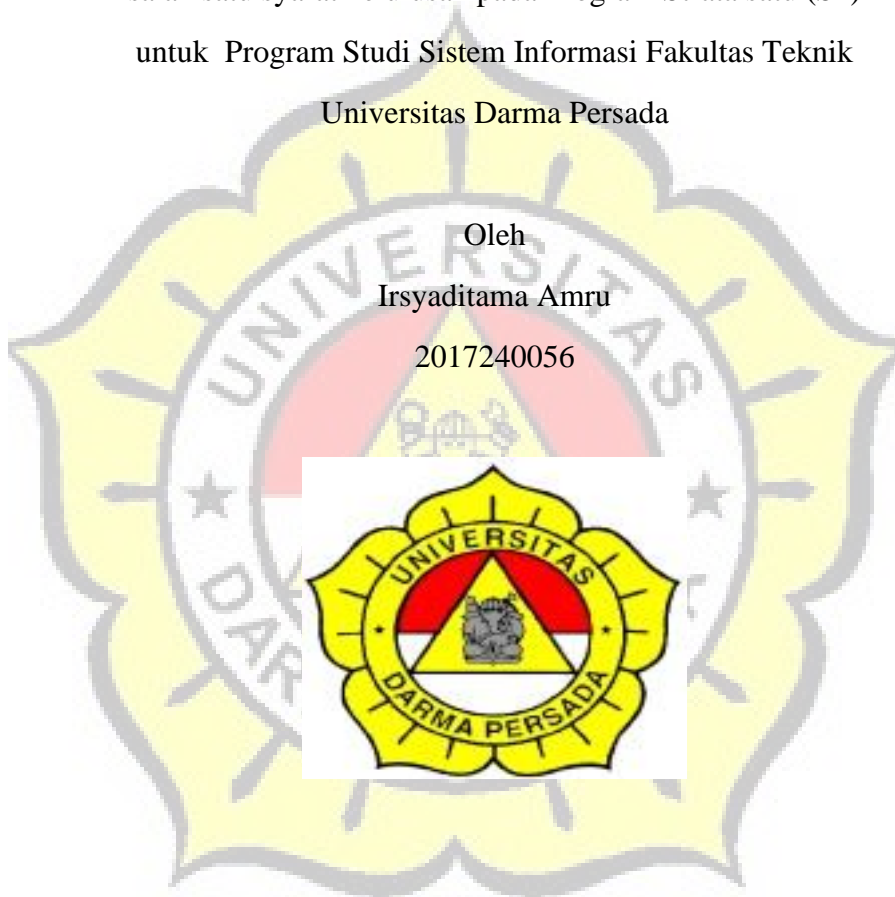 untuk Program Studi Sistem Informasi Fakultas Teknik
Universitas Darma Persada
Oleh
Irsyaditama Amru
2017240056
UNIVERSITAS
DARMA PERSADA